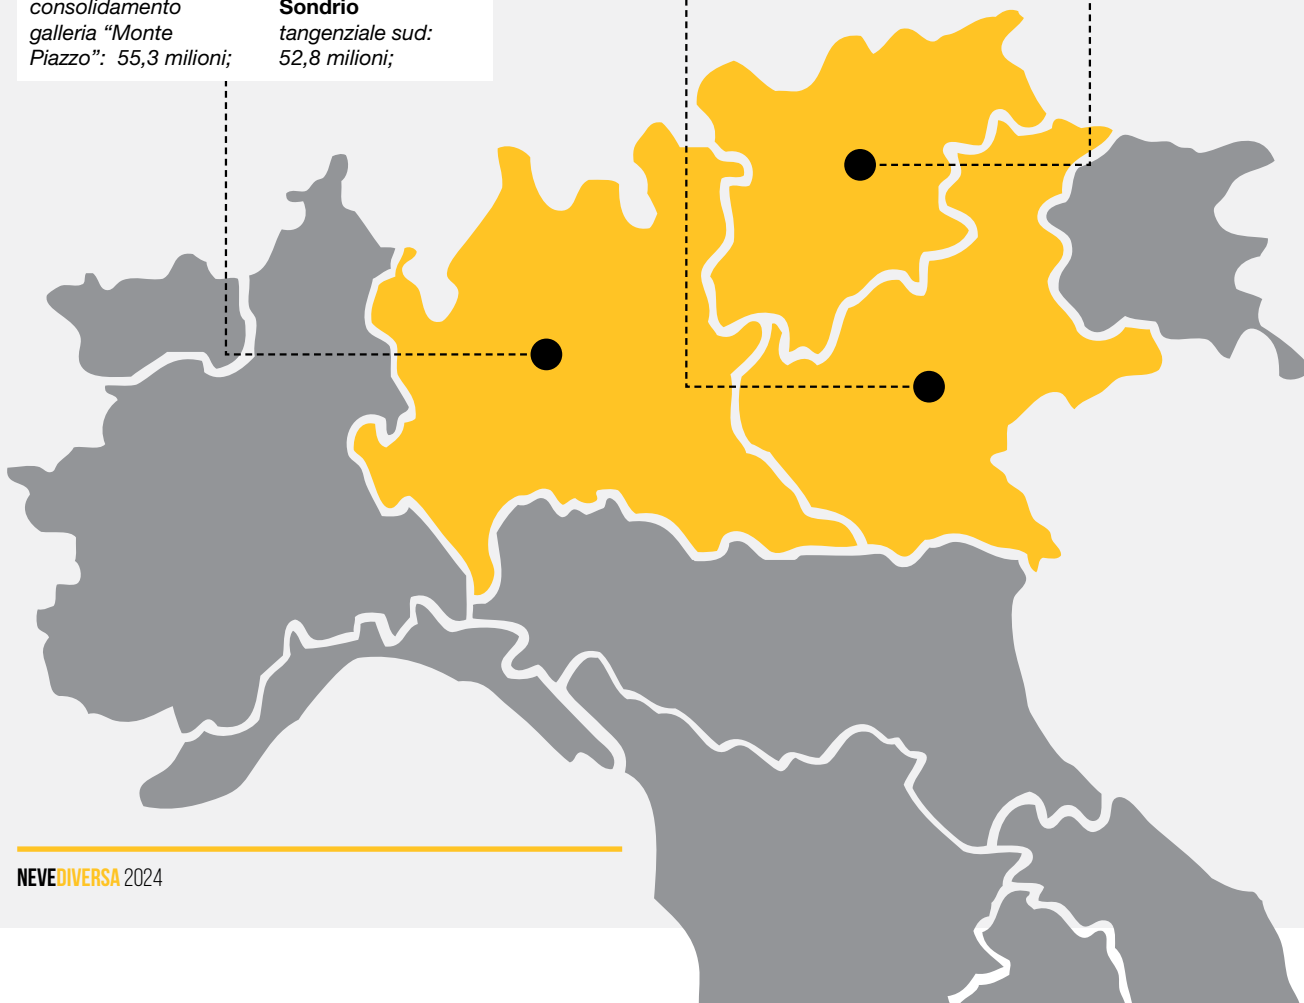 consolidamento
galleria “Monte
Piazzo”: 55,3 milioni;
Sondrio
tangenziale sud:
52,8 milioni;
NEVEDIVERSA 2024